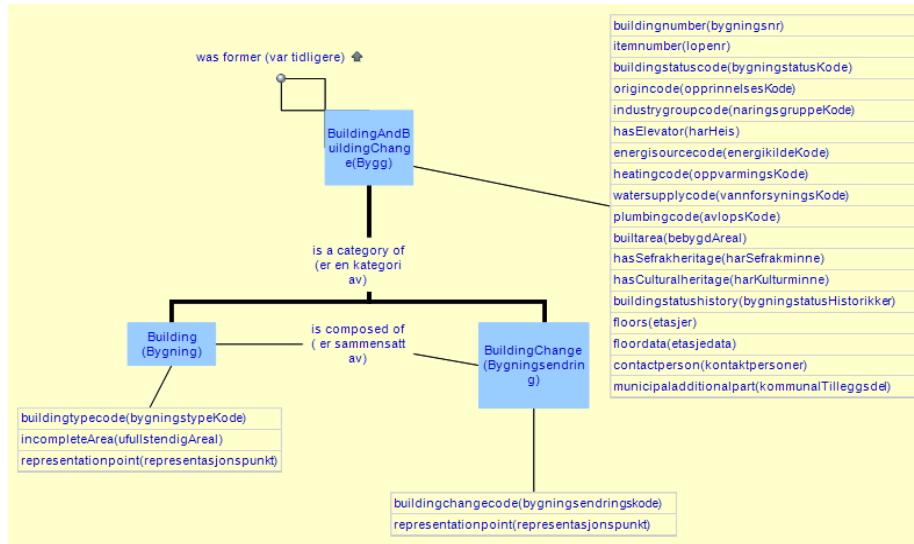 was former (var tidligere)
BuildingAndB
uildingChang
e(Bygg)
buildingnumber(bygningsnr)
itemnumber(lopenr)
buildingstatuscode(bygningstatusKode)
origincode(opprinnelsesKode)
industrygroupcode(naringsgruppeKode)
hasElevator(harHeis)
energisourcecode(energikildeKode)
heatingcode(oppvarmingsKode)
watersupplycode(vannforsyningsKode)
plumbingcode(avlopsKode)
builtarea(bebygdAreal)
hasSefrakheritage(harSefrakminne)
hasCulturalheritage(harKulturminne)
buildingstatushistory(bygningstatusHistorikker)
floors(etasjer)
floordata(etasjedata)
contactperson(kontaktpersoner)
municipaladditionalpart(kommunalTilleggsdel)
is a category of
(er en kategori
av)
Building
(Bygning)
is composed of
( er sammensatt
av)
BuildingChange
(Bygningsendrin
g)
buildingtypecode(bygningstypeKode)
incompleteArea(ufullstendigAreal)
representationpoint(representasjonspunkt)
buildingchangecode(bygningsendringskode)
representationpoint(representasjonspunkt)